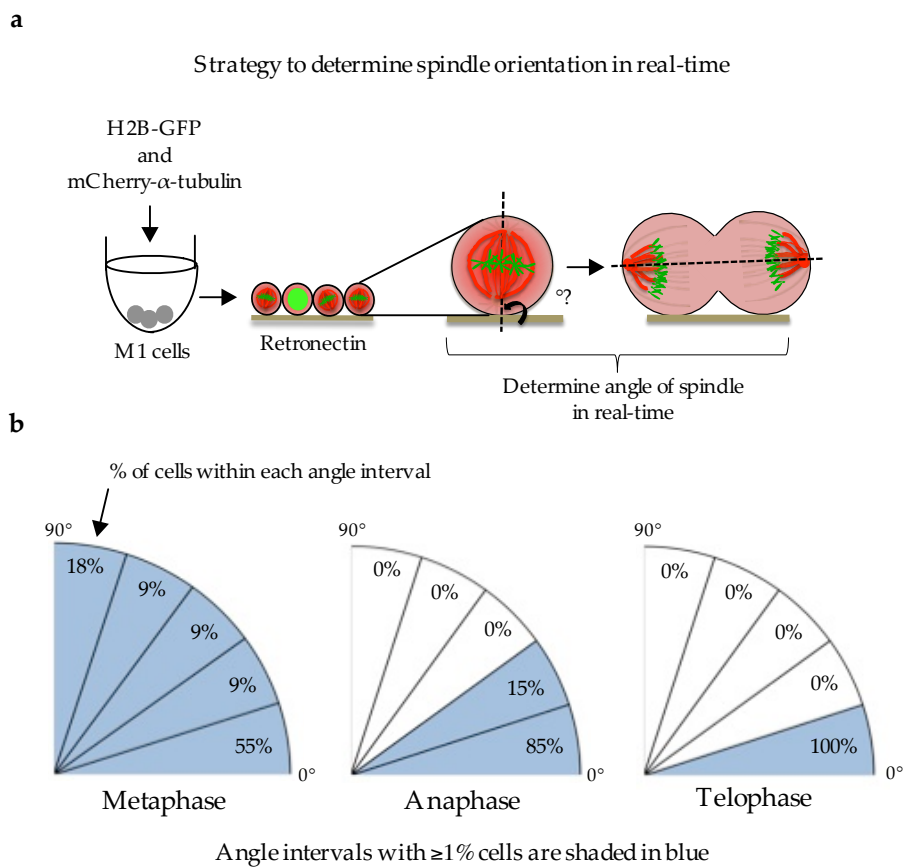 a
Strategy to determine spindle orientation in real-time
H2B-GFP
and
mCherry-α-tubulin
M1 cells
Retronectin
°?
Determine angle of spindle
in real-time
b
% of cells within each angle interval
90°
18%
9%
9%
9%
55%
0°
Metaphase
90°
0%
0%
0%
15%
85%
0°
Anaphase
90°
0%
0%
0%
0%
100%
0°
Telophase
Angle intervals with ≥1% cells are shaded in blue